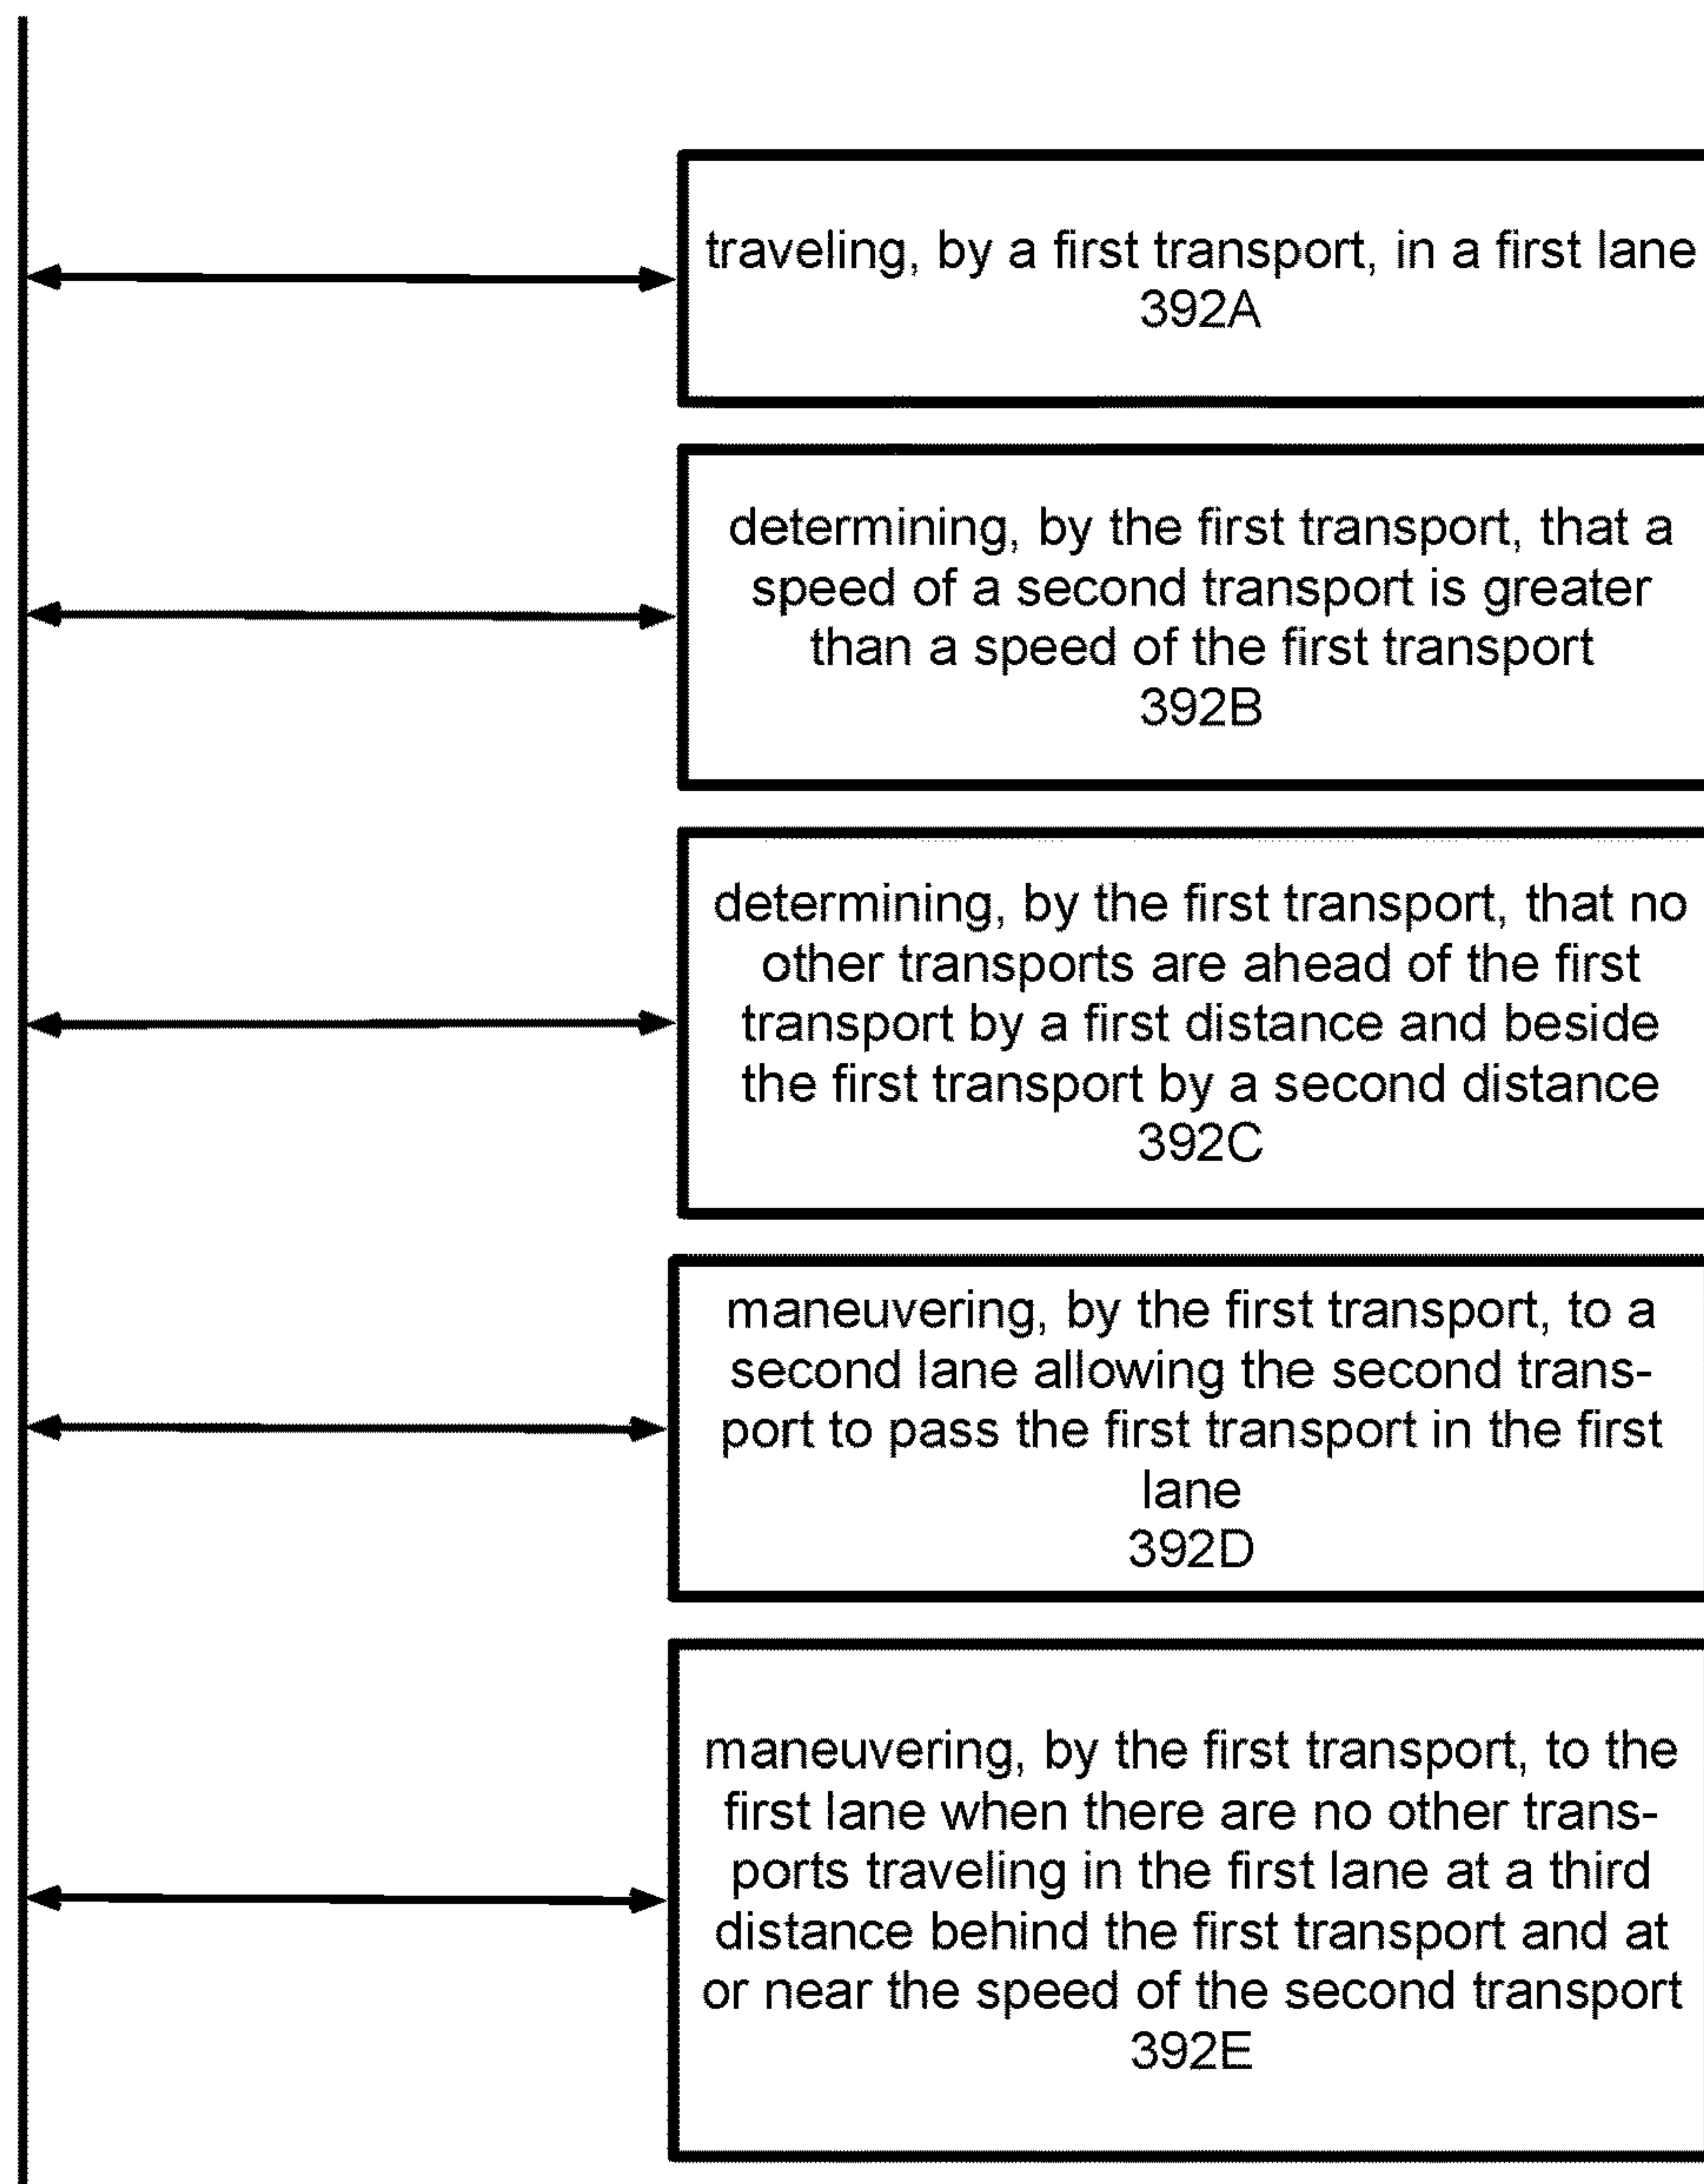 traveling, by a first transport, in a first lane
392A
determining, by the first transport, that a
speed of a second transport is greater
than a speed of the first transport
392B
determining, by the first transport, that no
other transports are ahead of the first
transport by a first distance and beside
the first transport by a second distance
392C
maneuvering, by the first transport, to a
second lane allowing the second trans-
port to pass the first transport in the first
lane
392D
maneuvering, by the first transport, to the
first lane when there are no other trans-
ports traveling in the first lane at a third
distance behind the first transport and at
or near the speed of the second transport
392E